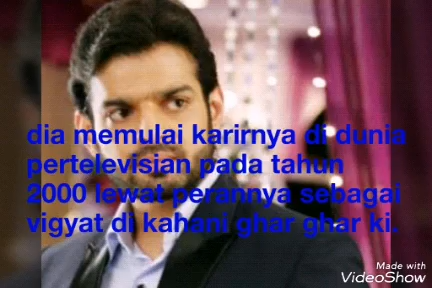 dia memulai karirnya di dunia
pertelevisian pada tahun
2000 lewat perannya sebagai
vigyat di kahani ghar ghar ki.
Made with
VideoShow